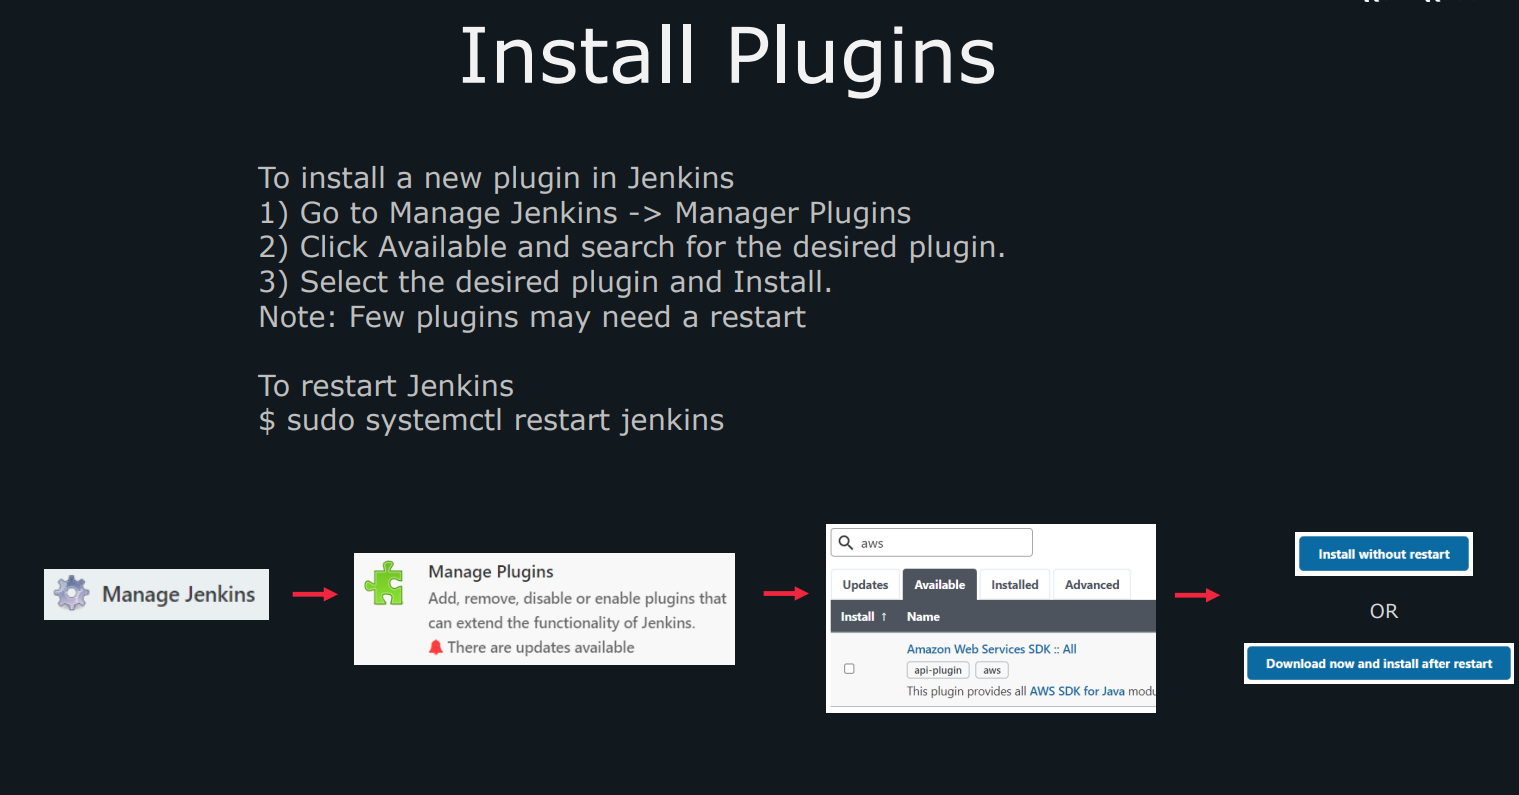 Install Plugins
To install a new plugin in Jenkins
1) Go to Manage Jenkins -> Manager Plugins
2) Click Available and search for the desired plugin.
3) Select the desired plugin and Install.
Note: Few plugins may need a restart
To restart Jenkins
$ sudo systemctl restart jenkins
Manage Jenkins
Manage Plugins
Add, remove, disable or enable plugins that
can extend the functionality of Jenkins.
There are updates available
aws
Updates Available Installed Advanced
Install ↑ Name
Amazon Web Services SDK :: All
api-plugin aws
This plugin provides all AWS SDK for Java
Install without restart
OR
Download now and install after restart